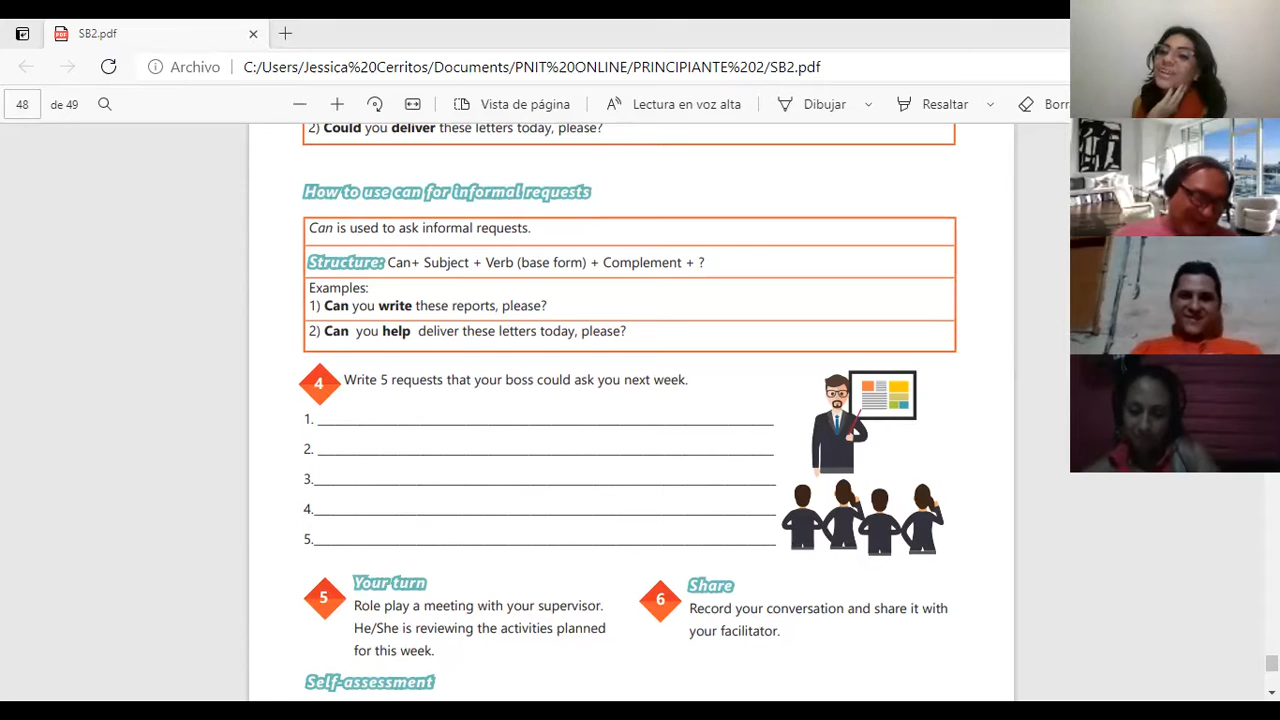 SB2.pdf
Archivo C:/Users/Jessica%20Cerritos/Documents/PNIT%20ONLINE/PRINCIPIANTE%202/SB2.pdf
48 de 49 Vista de página Lectura en voz alta Dibujar Resaltar Borr
2) Could you deliver these letters today, please?
How to use can for informal requests
Can is used to ask informal requests.
Structure: Can+ Subject + Verb (base form) + Complement + ?
Examples:
1) Can you write these reports, please?
2) Can you help deliver these letters today, please?
4 Write 5 requests that your boss could ask you next week.
1.
2.
3.
4.
5.
5 Your turn
Role play a meeting with your supervisor.
He/She is reviewing the activities planned
for this week.
6 Share
Record your conversation and share it with
your facilitator.
Self-assessment